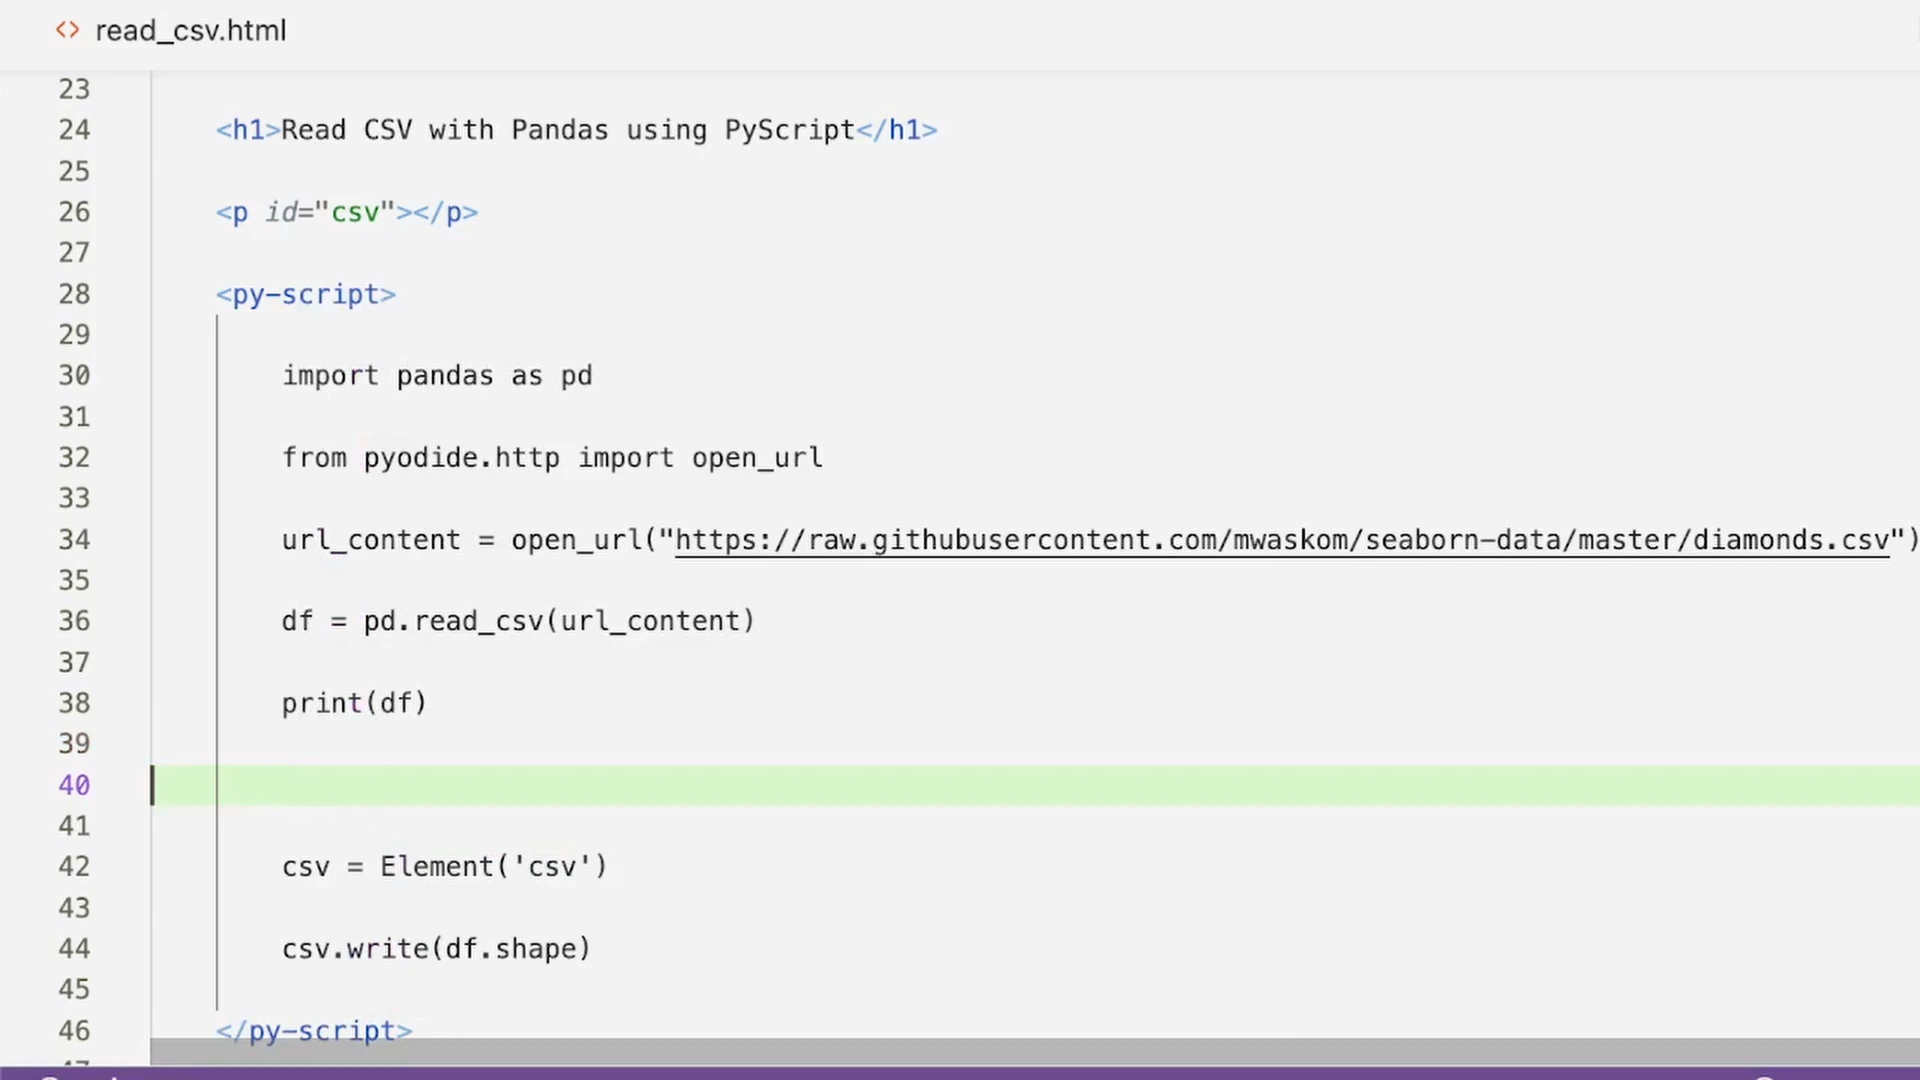 <> read_csv.html
23
24 <h1>Read CSV with Pandas using PyScript</h1>
25
26 <p id="csv"></p>
27
28 <py-script>
29
30 import pandas as pd
31
32 from pyodide.http import open_url
33
34 url_content = open_url("https://raw.githubusercontent.com/mwaskom/seaborn-data/master/diamonds.csv")
35
36 df = pd.read_csv(url_content)
37
38 print(df)
39
40
41
42 csv = Element('csv')
43
44 csv.write(df.shape)
45
46 </py-script>